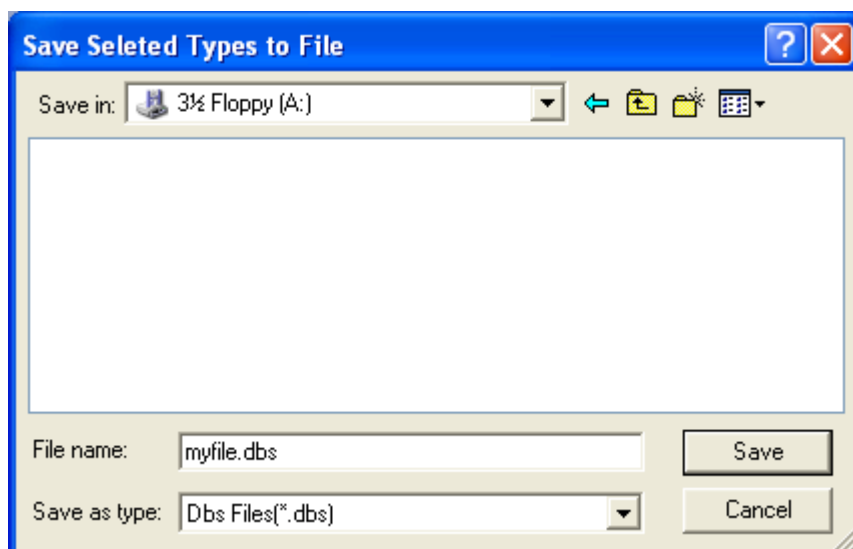 Save Seleted Types to File
Save in: 3½ Floppy (A:)
File name: myfile.dbs
Save
Save as type: Dbs Files(*.dbs)
Cancel